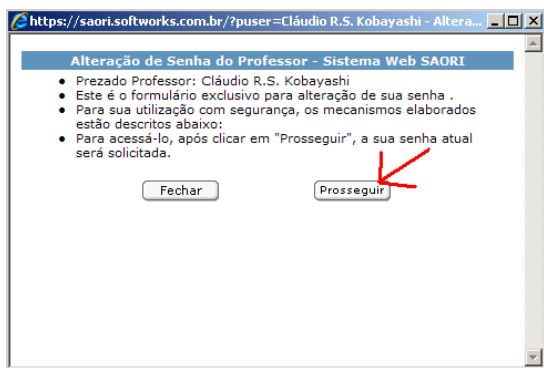 https://saori.softworks.com.br/?puser=Cláudio R.S. Kobayashi - Altera...
Alteração de Senha do Professor - Sistema Web SAORI
Prezado Professor: Cláudio R.S. Kobayashi
Este é o formulário exclusivo para alteração de sua senha .
Para sua utilização com segurança, os mecanismos elaborados
estão descritos abaixo:
Para acessá-lo, após clicar em "Prosseguir", a sua senha atual
será solicitada.
Fechar Prosseguir